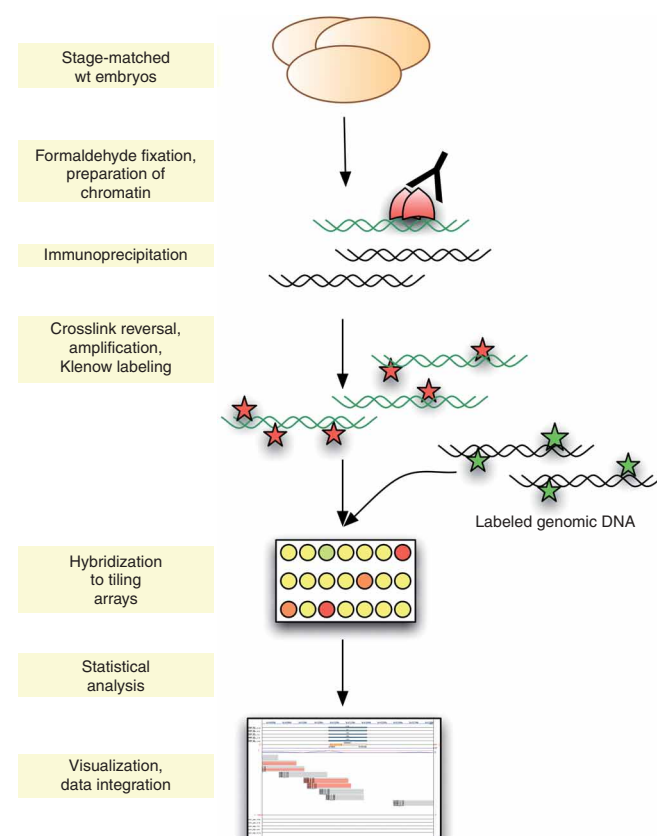 Stage-matched
wt embryos
Formaldehyde fixation,
preparation of
chromatin
Immunoprecipitation
Crosslink reversal,
amplification,
Klenow labeling
Labeled genomic DNA
Hybridization
to tiling
arrays
Statistical
analysis
Visualization,
data integration